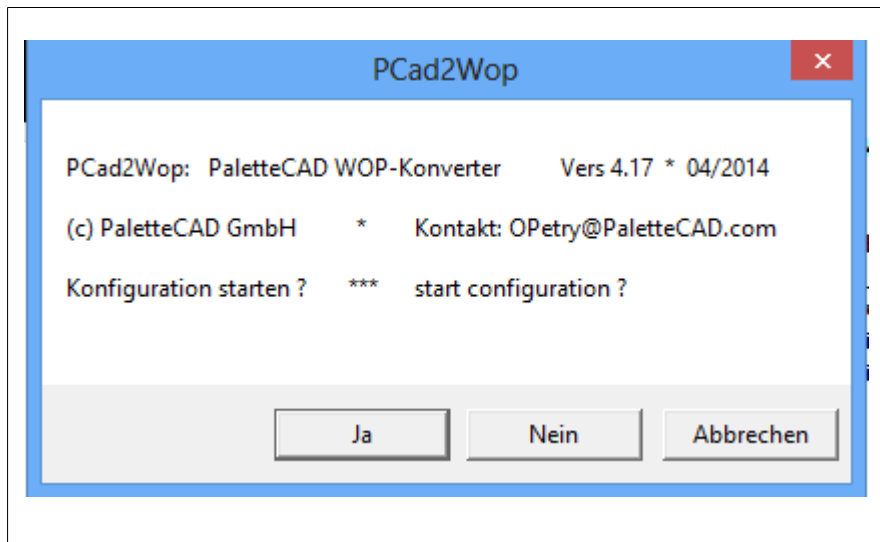 PCad2Wop
PCad2Wop: PaletteCAD WOP-Konverter Vers 4.17 * 04/2014
(c) PaletteCAD GmbH * Kontakt: OPetry@PaletteCAD.com
Konfiguration starten ? *** start configuration ?
Ja Nein Abbrechen